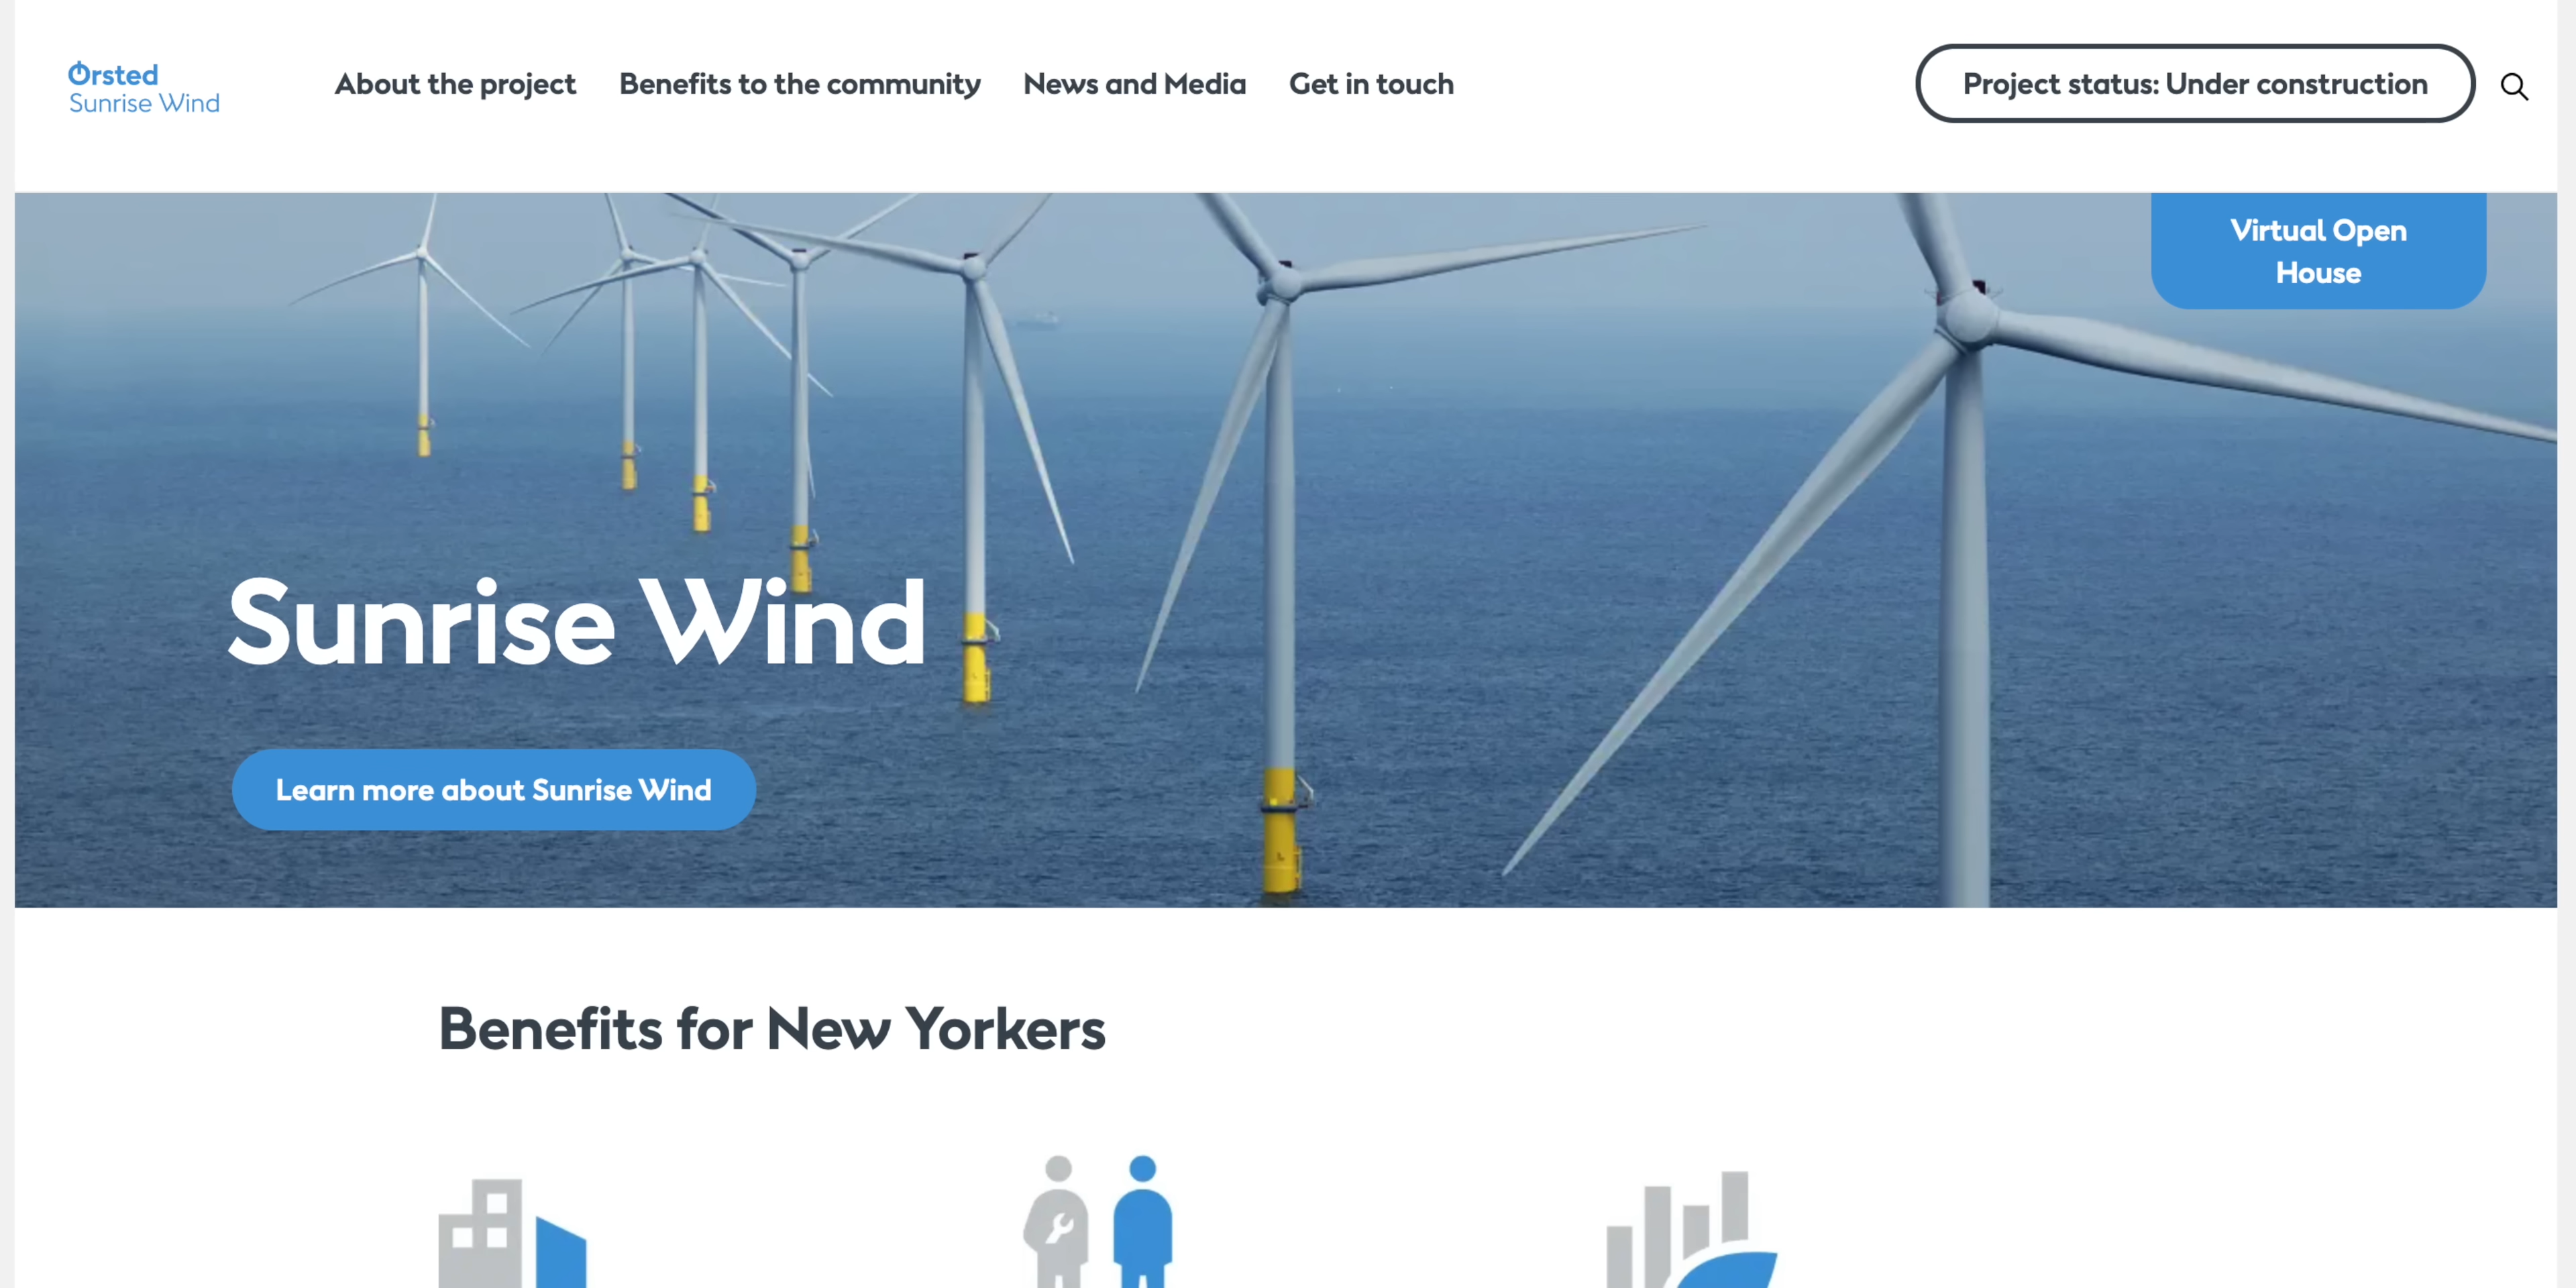 Ørsted
Sunrise Wind
About the project
Benefits to the community
News and Media
Get in touch
Project status: Under construction
Virtual Open
House
Sunrise Wind
Learn more about Sunrise Wind
Benefits for New Yorkers